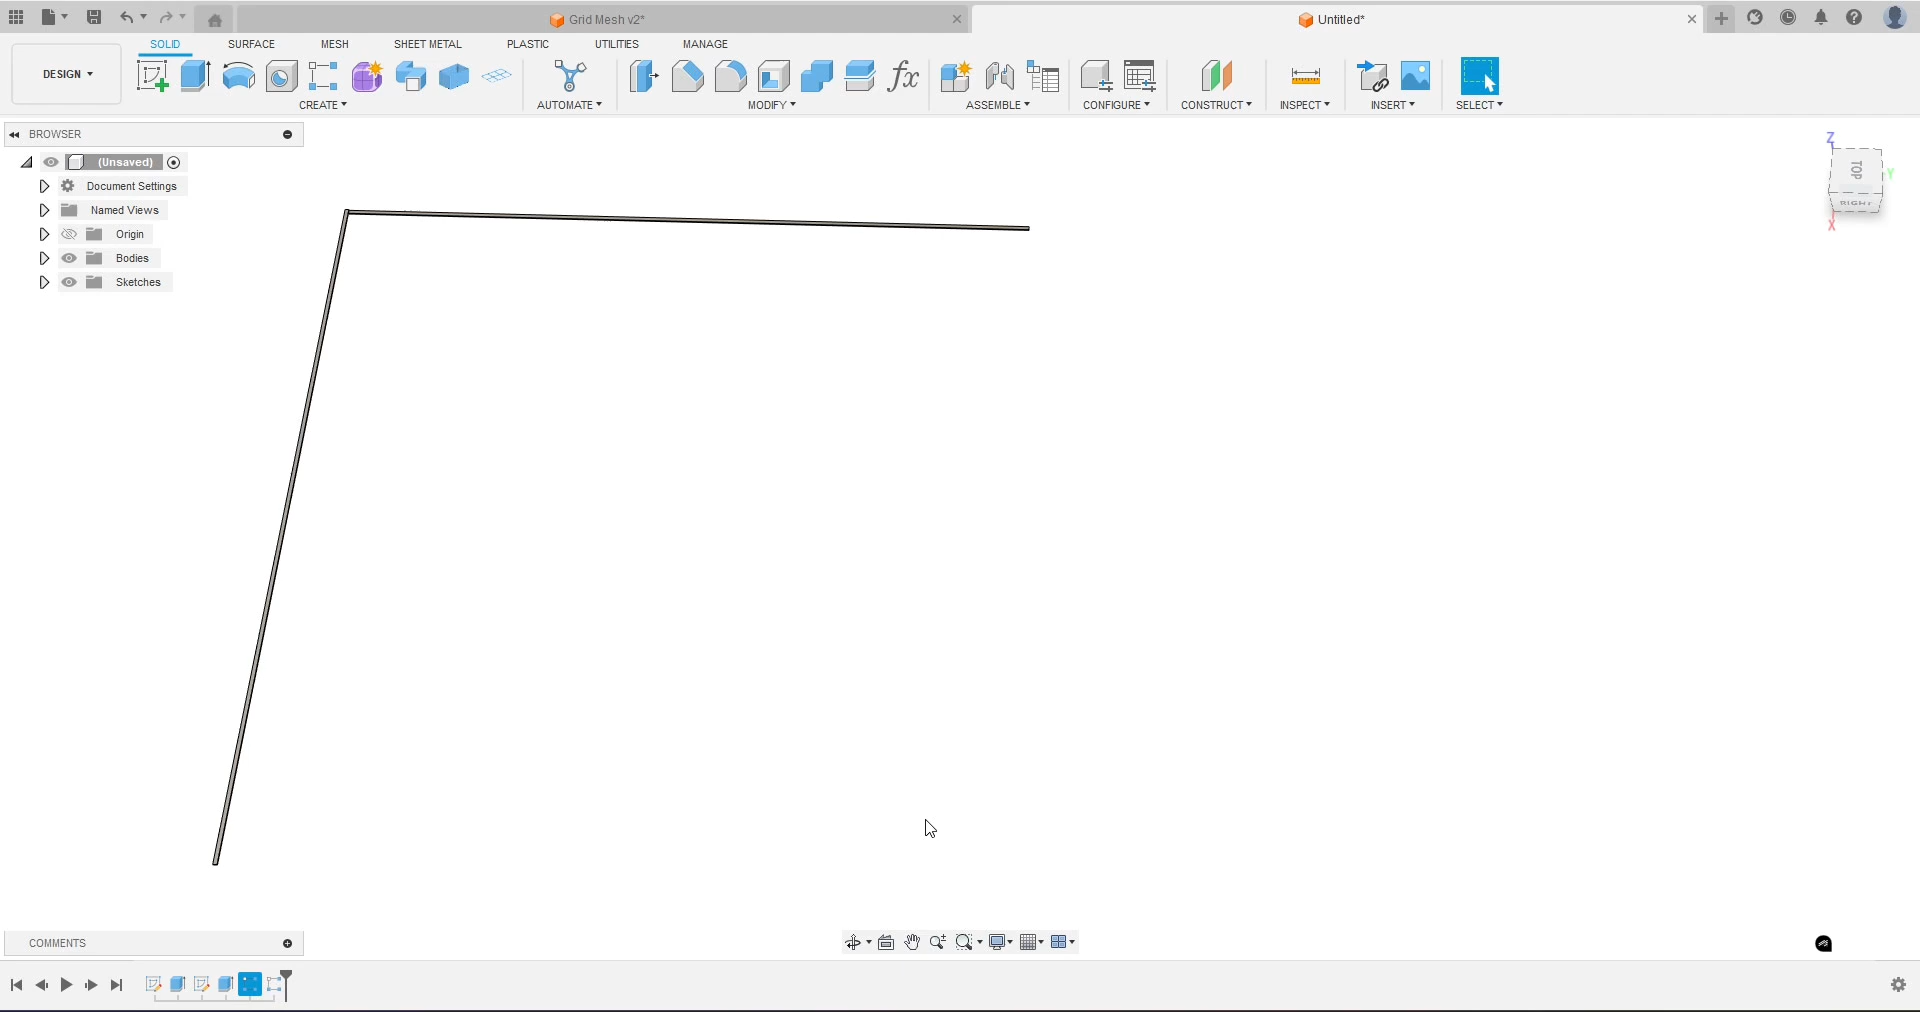 Grid Mesh v2*
Untitled*
SOLID SURFACE MESH SHEET METAL PLASTIC UTILITIES MANAGE
DESIGN
fx
CREATE AUTOMATE MODIFY ASSEMBLE CONFIGURE CONSTRUCT INSPECT INSERT SELECT
BROWSER
(Unsaved)
Document Settings
Named Views
Origin
Bodies
Sketches
Z
TOP
Y
RIGHT
X
COMMENTS